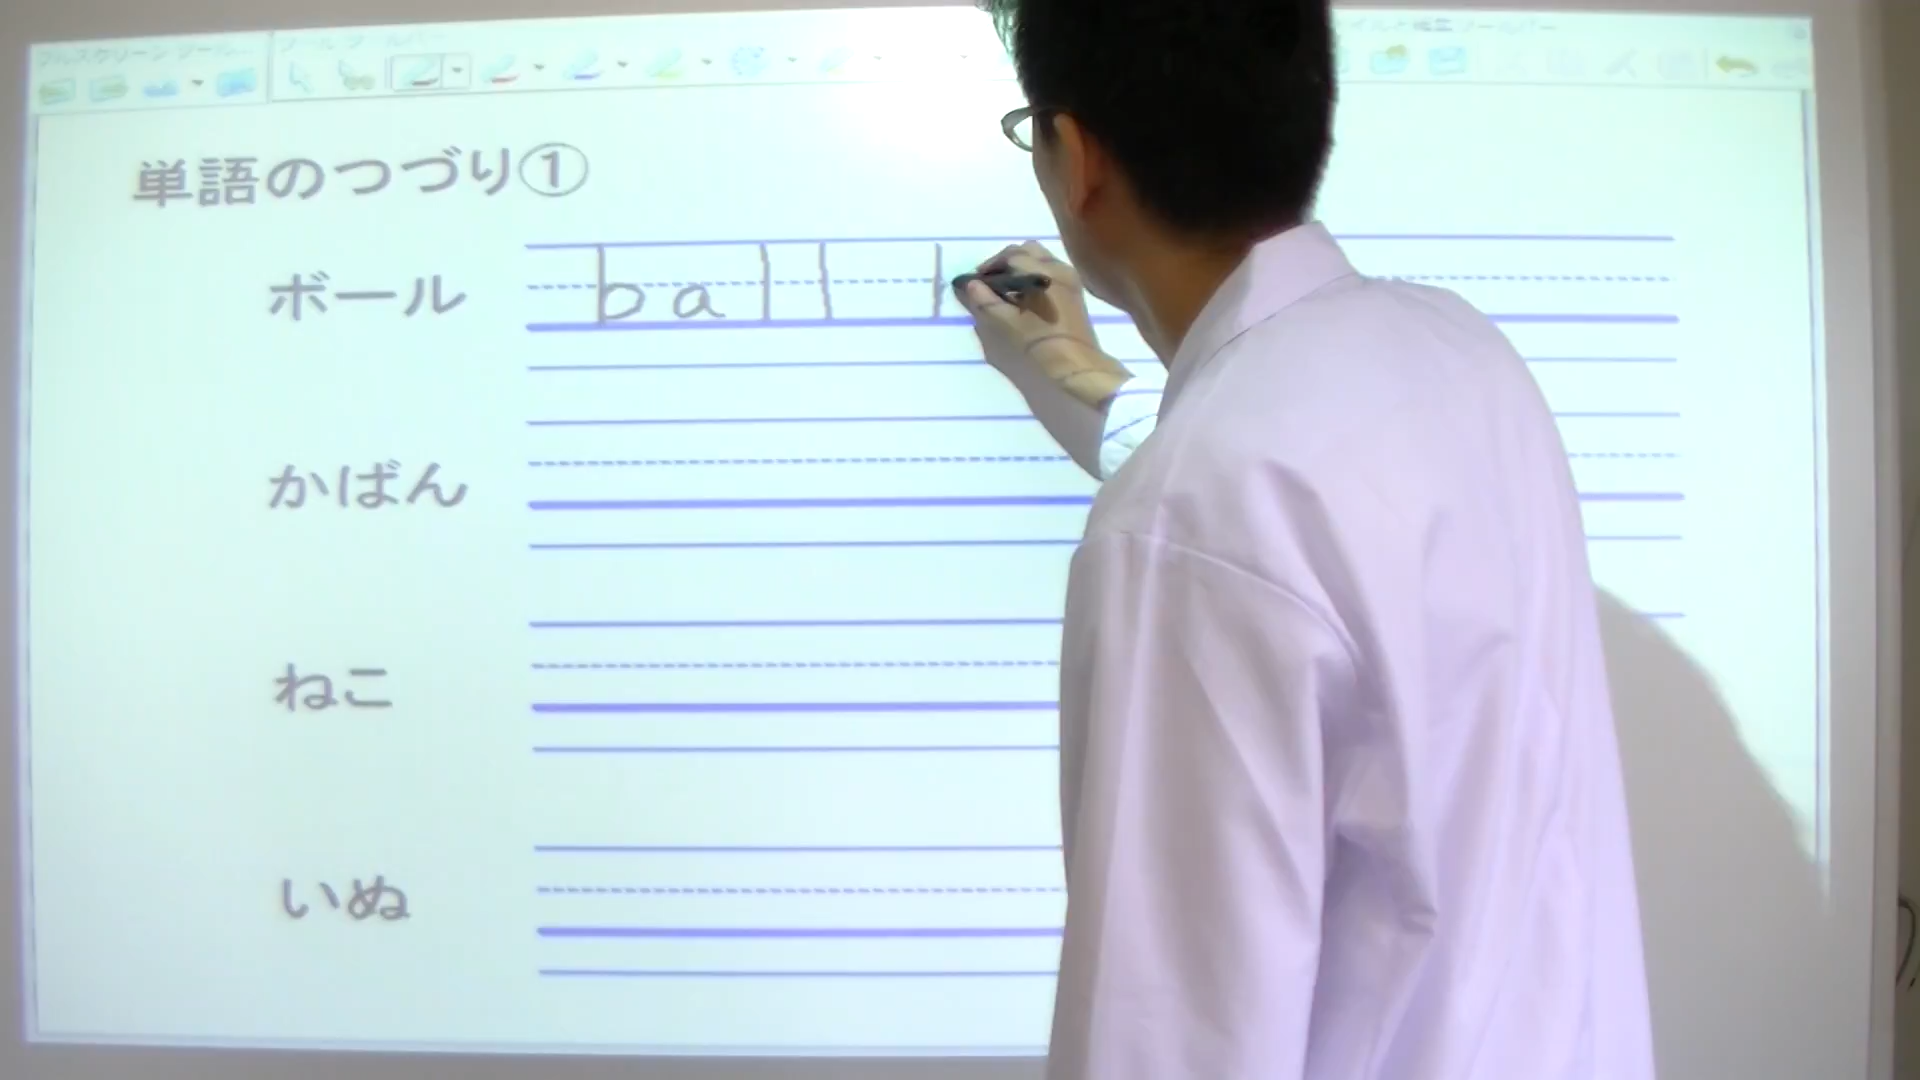 単語のつづり①
ボール ball
かばん
ねこ
いぬ